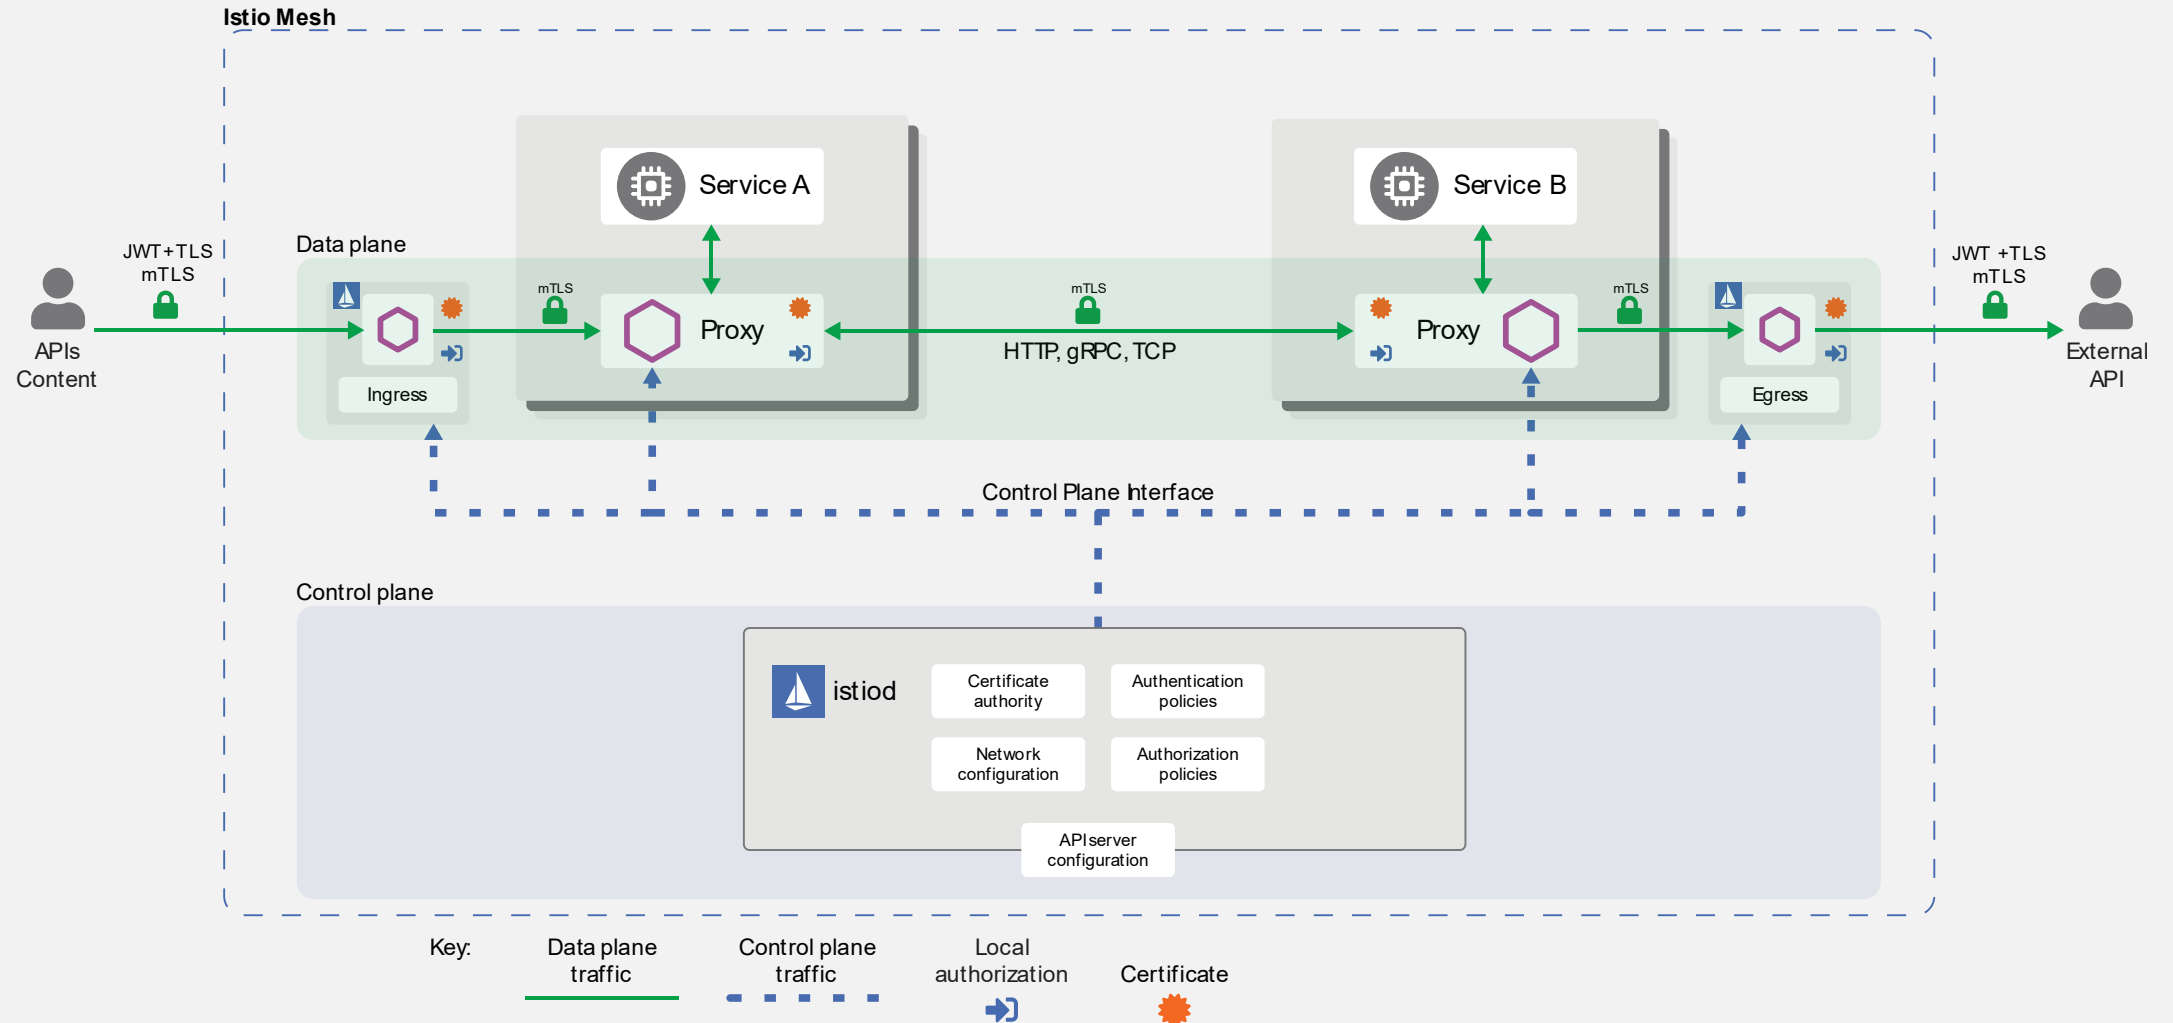 Istio Mesh
Service A
Service B
Data plane
JWT+TLS
mTLS
JWT +TLS
mTLS
mTLS
mTLS
mTLS
Proxy
Proxy
HTTP, gRPC, TCP
APIs
Content
External
API
Ingress
Egress
Control Plane Interface
Control plane
istiod
Certificate
authority
Authentication
policies
Network
configuration
Authorization
policies
API server
configuration
Key:
Data plane
traffic
Control plane
traffic
Local
authorization
Certificate